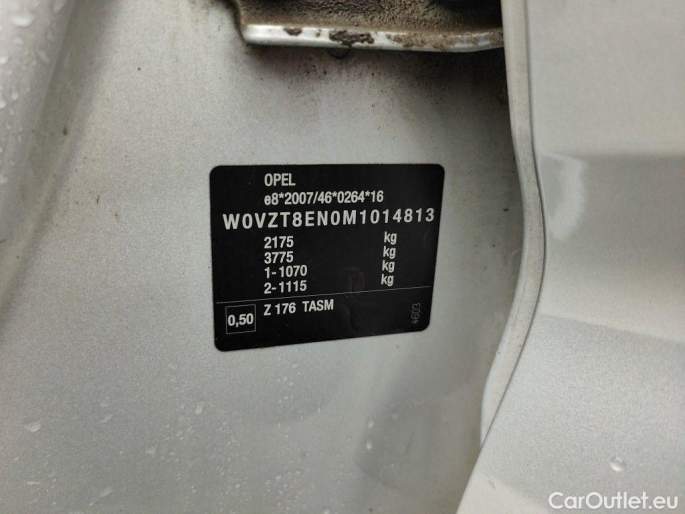 OPEL
e8*2007/46*0264*16
W0VZT8EN0M1014813
2175 kg
3775 kg
1-1070 kg
2-1115 kg
0,50 Z 176 TASM
4603
CarOutlet.eu